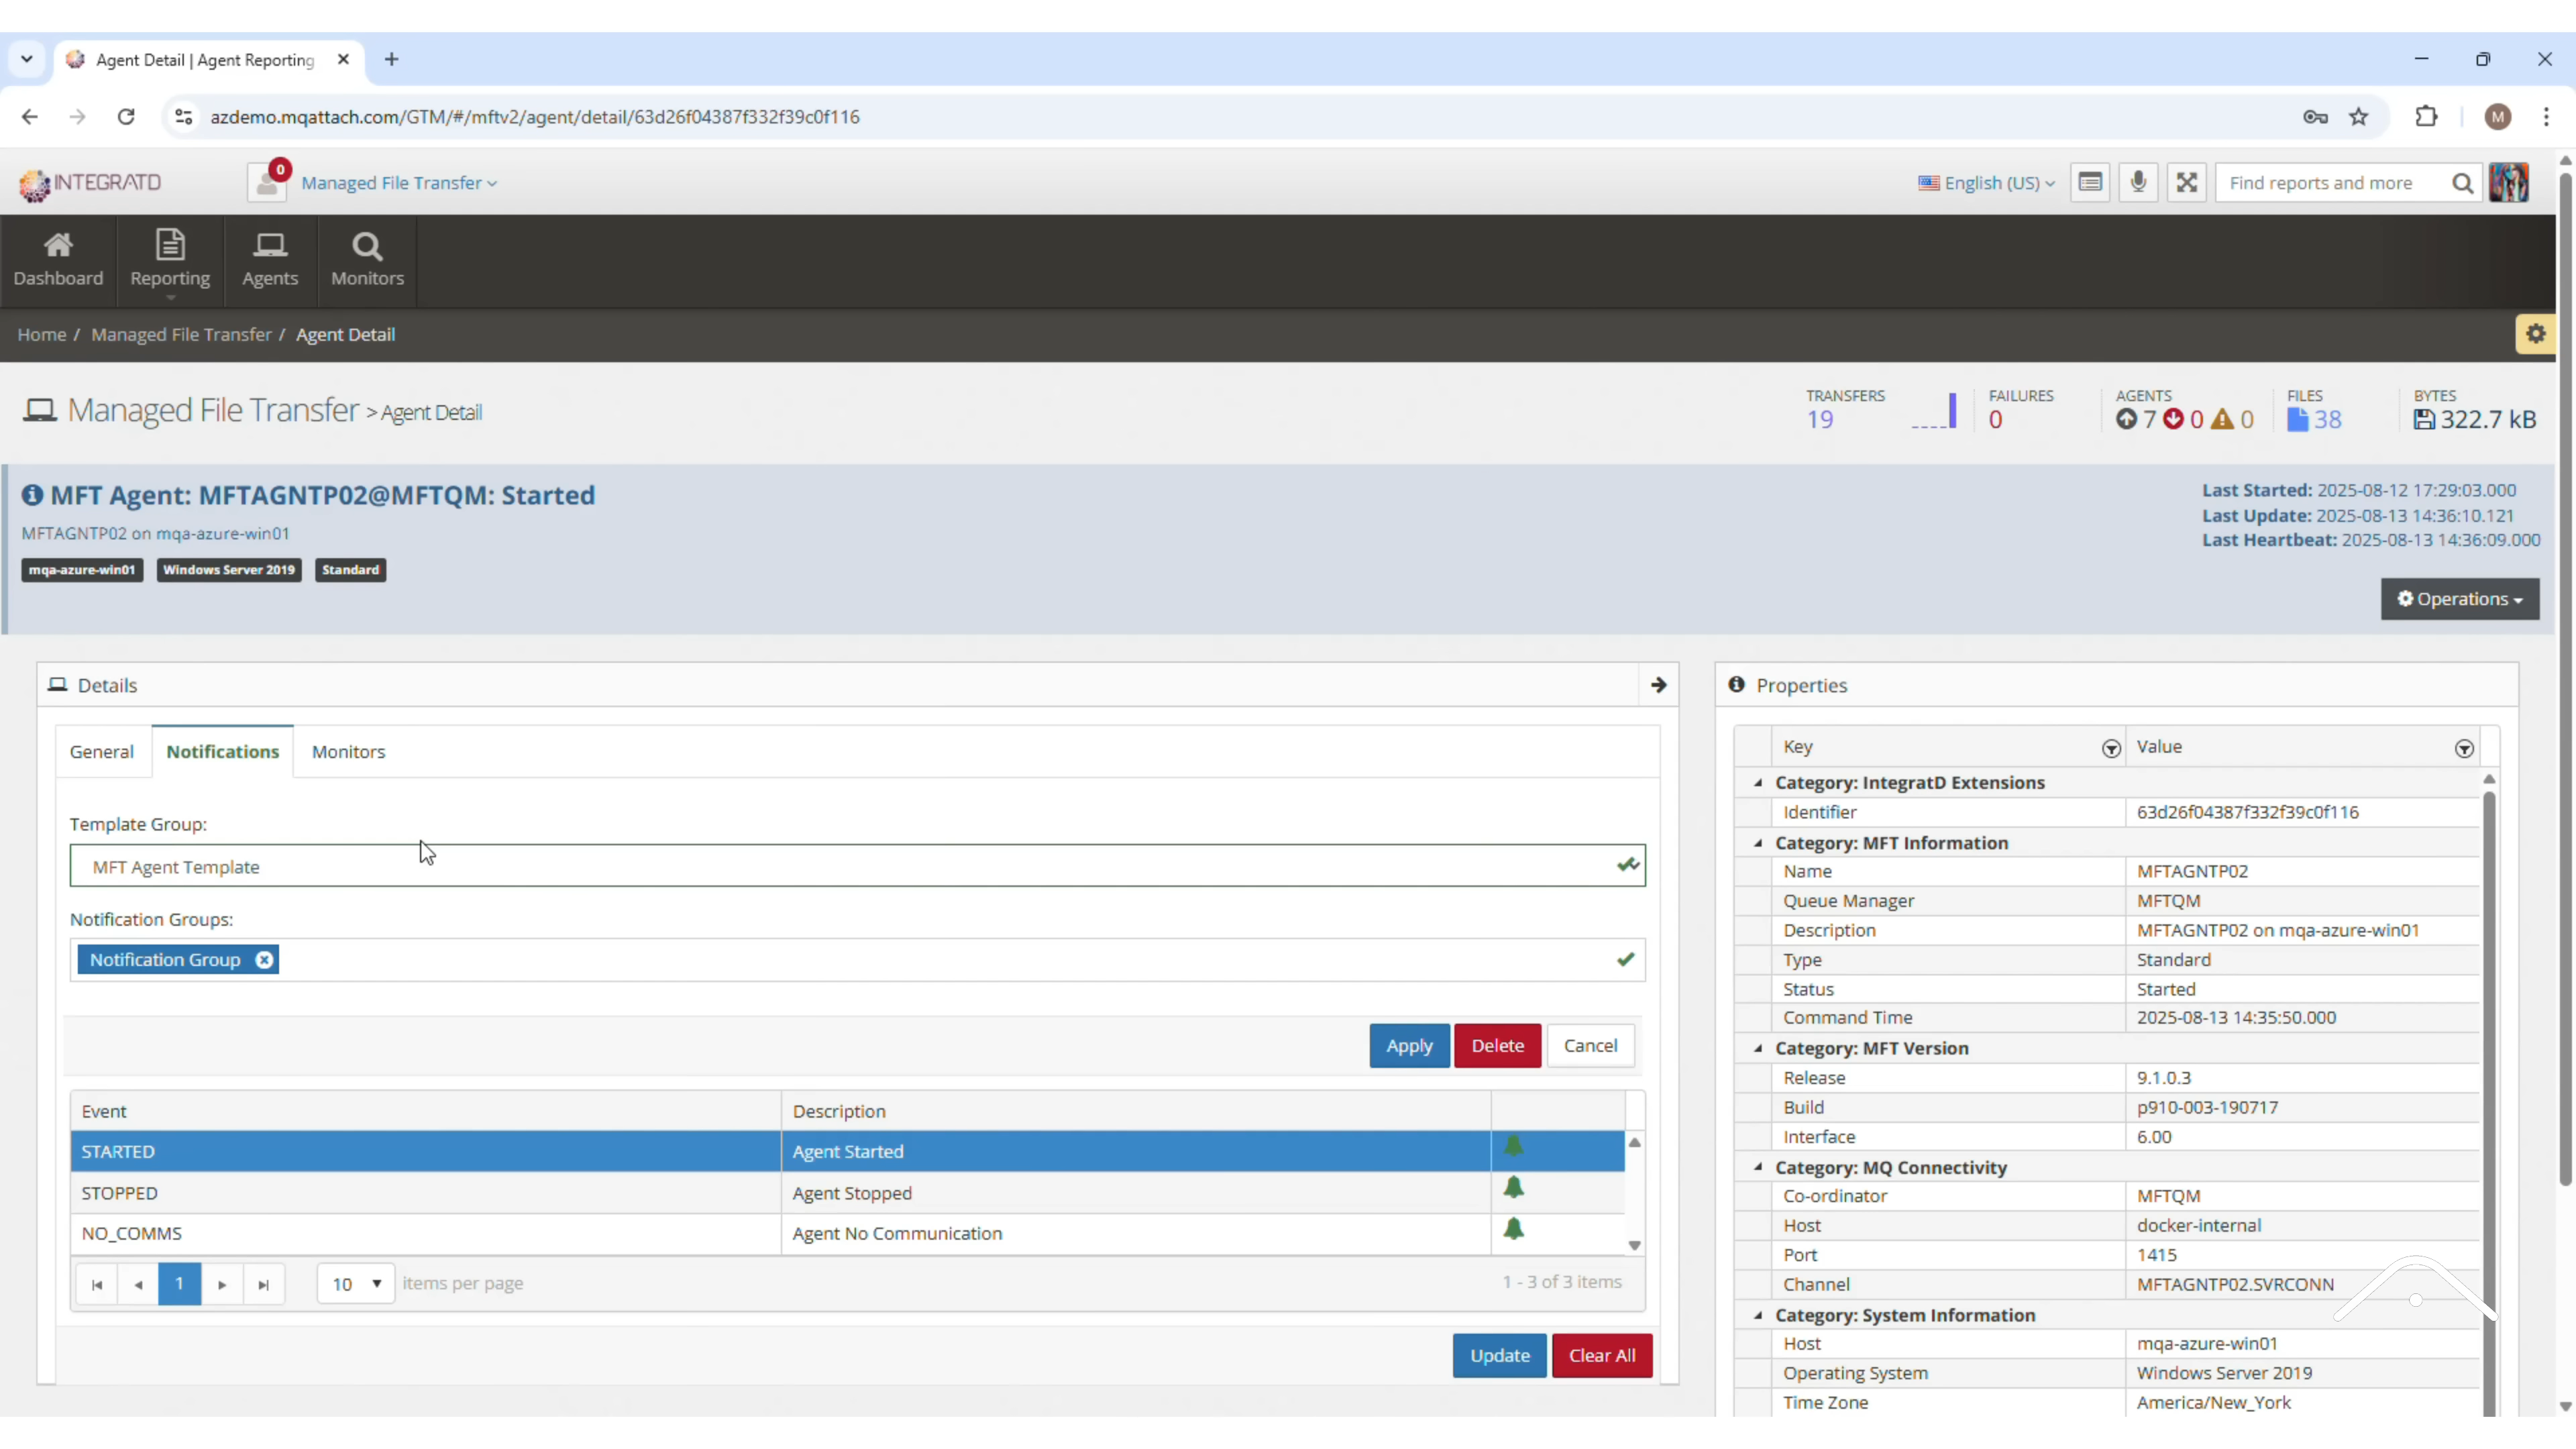 Agent Detail | Agent Reporting
azdemo.mqattach.com/GTM/#/mftv2/agent/detail/63d26f04387f332f39c0f116
M
INTEGRATD
0
Managed File Transfer
English (US)
Find reports and more
Dashboard
Reporting
Agents
Monitors
Home / Managed File Transfer / Agent Detail
Managed File Transfer > Agent Detail
TRANSFERS
19
FAILURES
0
AGENTS
7 0 0
FILES
38
BYTES
322.7 kB
MFT Agent: MFTAGNTP02@MFTQM: Started
MFTAGNTP02 on mqa-azure-win01
mqa-azure-win01
Windows Server 2019
Standard
Last Started: 2025-08-12 17:29:03.000
Last Update: 2025-08-13 14:36:10.121
Last Heartbeat: 2025-08-13 14:36:09.000
Operations
Details
General
Notifications
Monitors
Template Group:
MFT Agent Template
Notification Groups:
Notification Group
Apply
Delete
Cancel
Event Description
STARTED Agent Started
STOPPED Agent Stopped
NO_COMMS Agent No Communication
1
10
items per page
1 - 3 of 3 items
Update
Clear All
Properties
Key Value
Category: IntegratD Extensions
Identifier 63d26f04387f332f39c0f116
Category: MFT Information
Name MFTAGNTP02
Queue Manager MFTQM
Description MFTAGNTP02 on mqa-azure-win01
Type Standard
Status Started
Command Time 2025-08-13 14:35:50.000
Category: MFT Version
Release 9.1.0.3
Build p910-003-190717
Interface 6.00
Category: MQ Connectivity
Co-ordinator MFTQM
Host docker-internal
Port 1415
Channel MFTAGNTP02.SVRCONN
Category: System Information
Host mqa-azure-win01
Operating System Windows Server 2019
Time Zone America/New_York